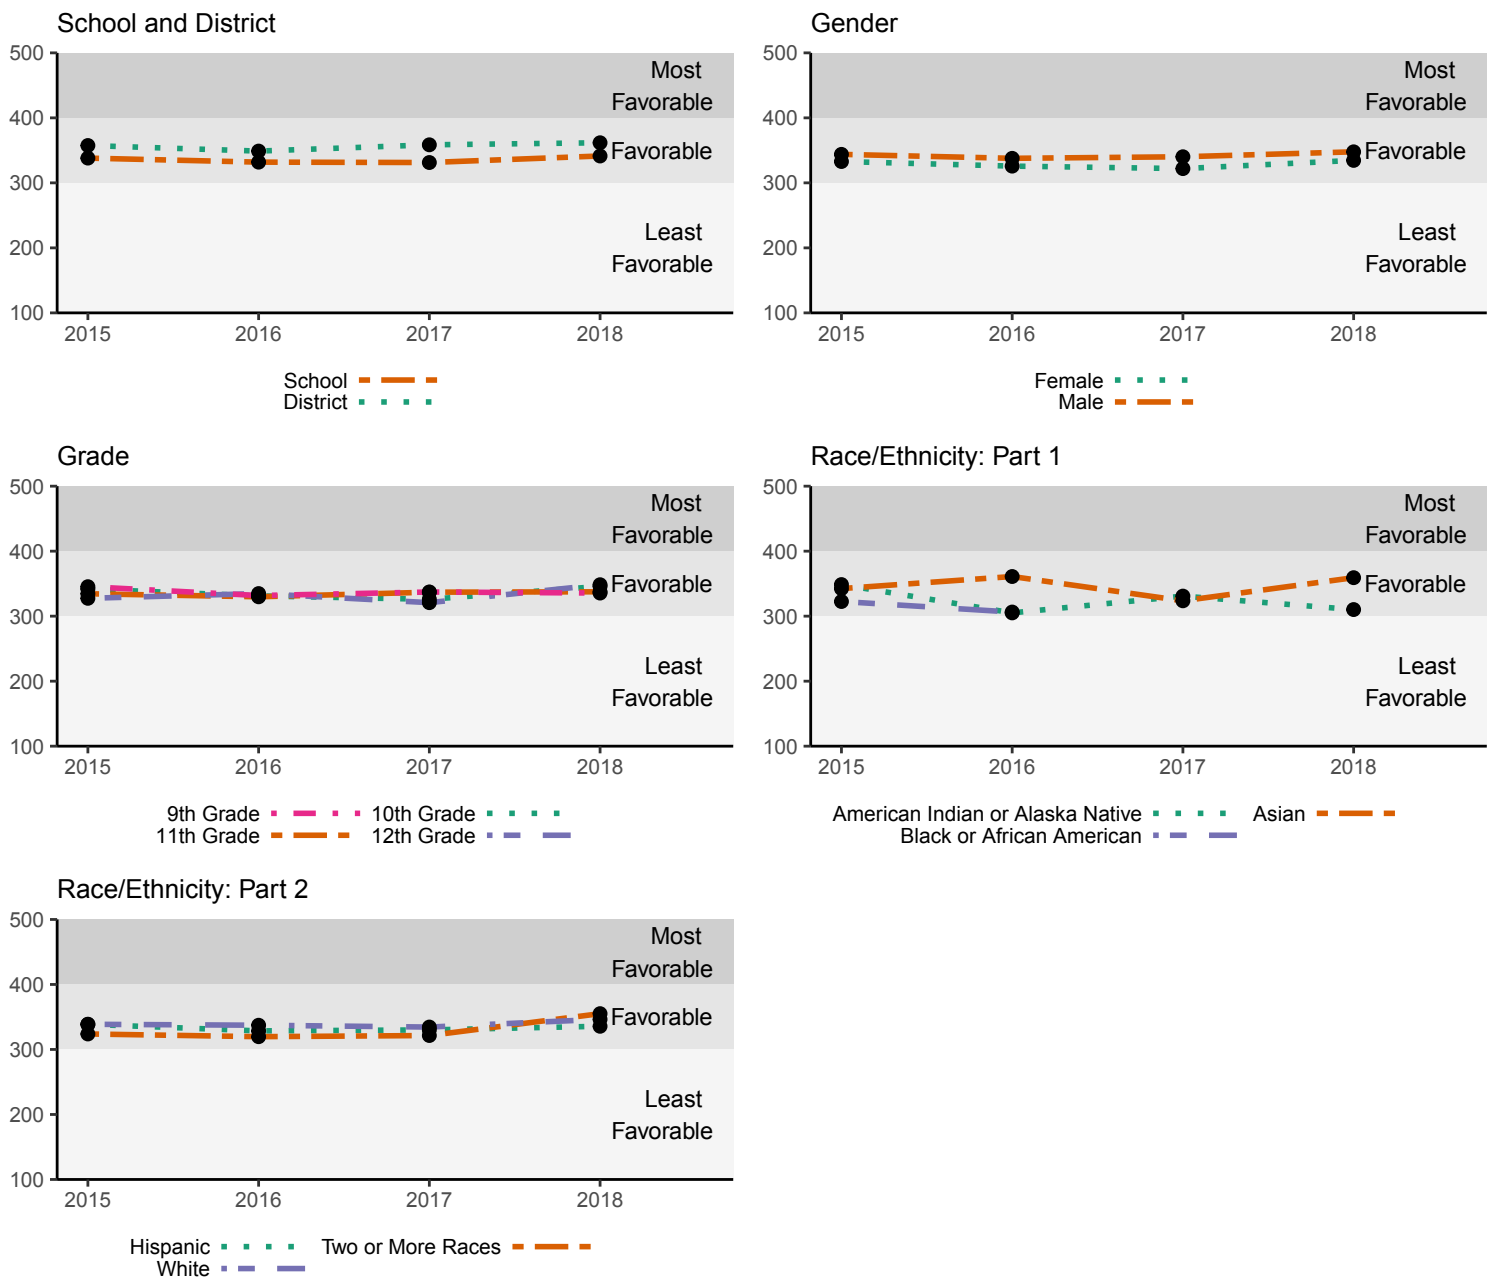 School and District
500
400
300
200
100
Most
Favorable
Favorable
Least
Favorable
2015 2016 2017 2018
School
District
Gender
500
400
300
200
100
Most
Favorable
Favorable
Least
Favorable
2015 2016 2017 2018
Female
Male
Grade
500
400
300
200
100
Most
Favorable
Favorable
Least
Favorable
2015 2016 2017 2018
9th Grade 10th Grade
11th Grade 12th Grade
Race/Ethnicity: Part 1
500
400
300
200
100
Most
Favorable
Favorable
Least
Favorable
2015 2016 2017 2018
American Indian or Alaska Native Asian
Black or African American
Race/Ethnicity: Part 2
500
400
300
200
100
Most
Favorable
Favorable
Least
Favorable
2015 2016 2017 2018
Hispanic Two or More Races
White